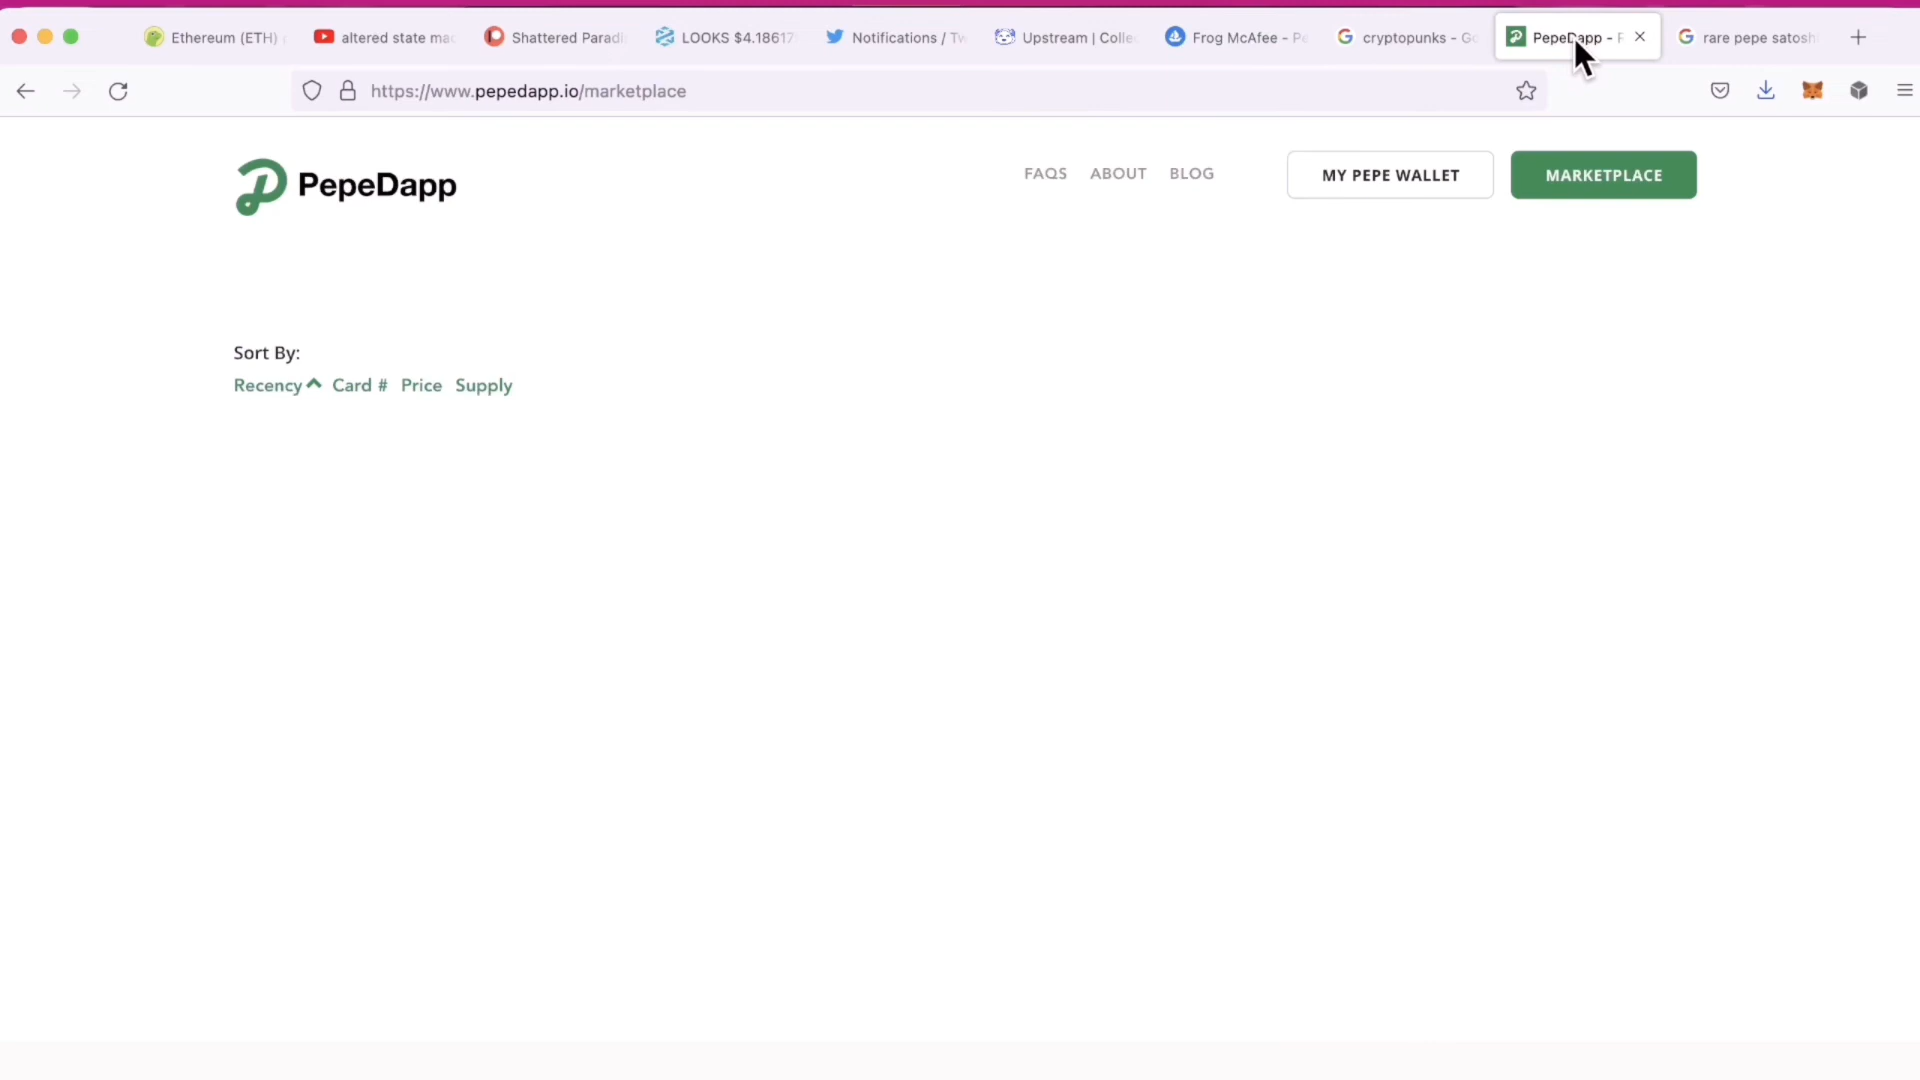 Ethereum (ETH)
altered state mac
Shattered Paradi
LOOKS $4.18617
Notifications / Tw
Upstream | Collec
Frog McAfee - Pe
cryptopunks - Go
PepeDapp -
rare pepe satosh
https://www.pepedapp.io/marketplace
PepeDapp
FAQS
ABOUT
BLOG
MY PEPE WALLET
MARKETPLACE
Sort By:
Recency Card # Price Supply